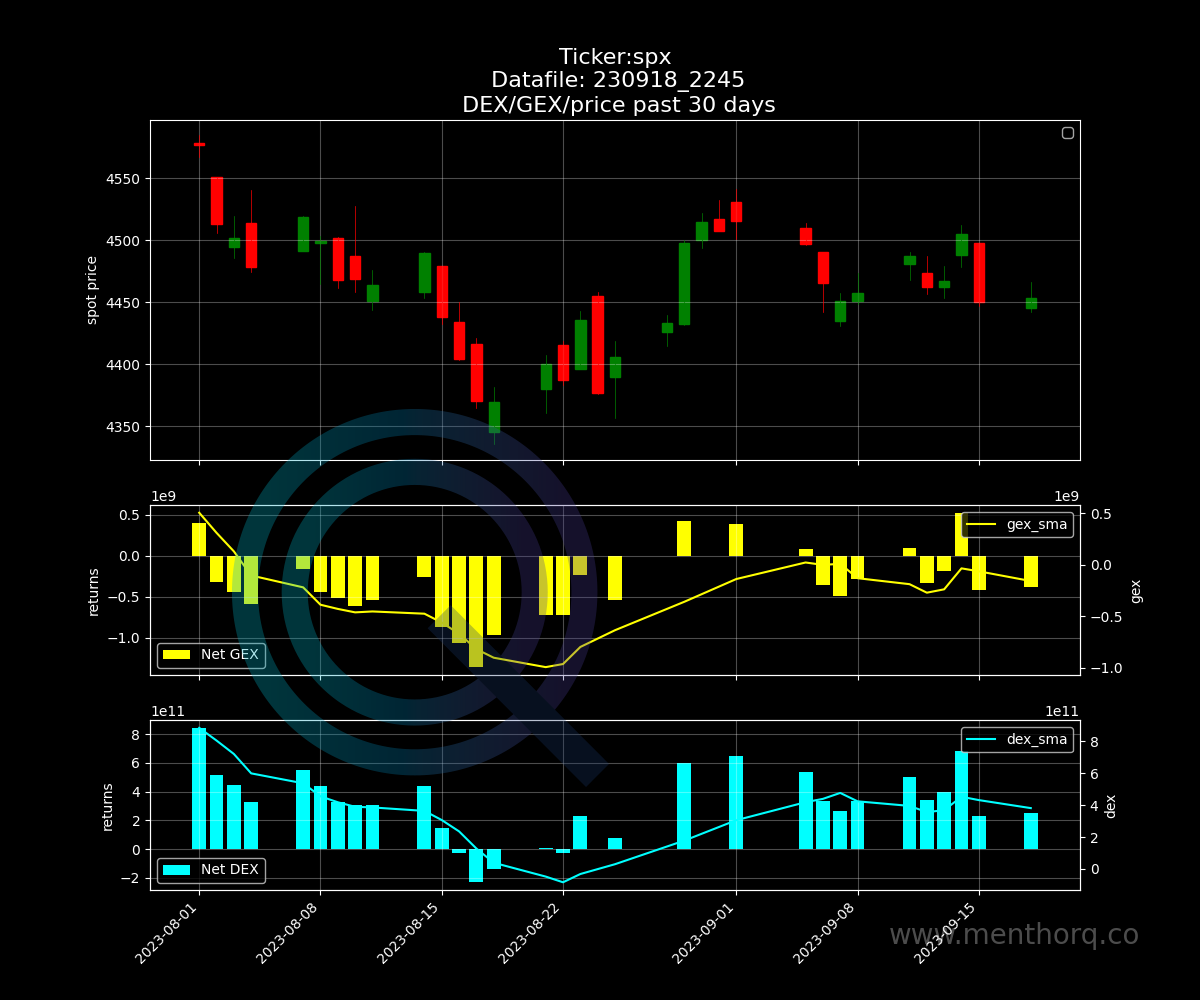 Ticker:spx
Datafile: 230918_2245
DEX/GEX/price past 30 days
4550
4500
4450
4400
4350
spot price
1e9
1e9
0.5
0.0
−0.5
−1.0
returns
Net GEX
gex_sma
0.5
0.0
−0.5
−1.0
gex
1e11
1e11
8
6
4
2
0
−2
returns
Net DEX
dex_sma
8
6
4
2
0
dex
2023-08-01
2023-08-08
2023-08-15
2023-08-22
2023-09-01
2023-09-08
2023-09-15
www.menthorq.co